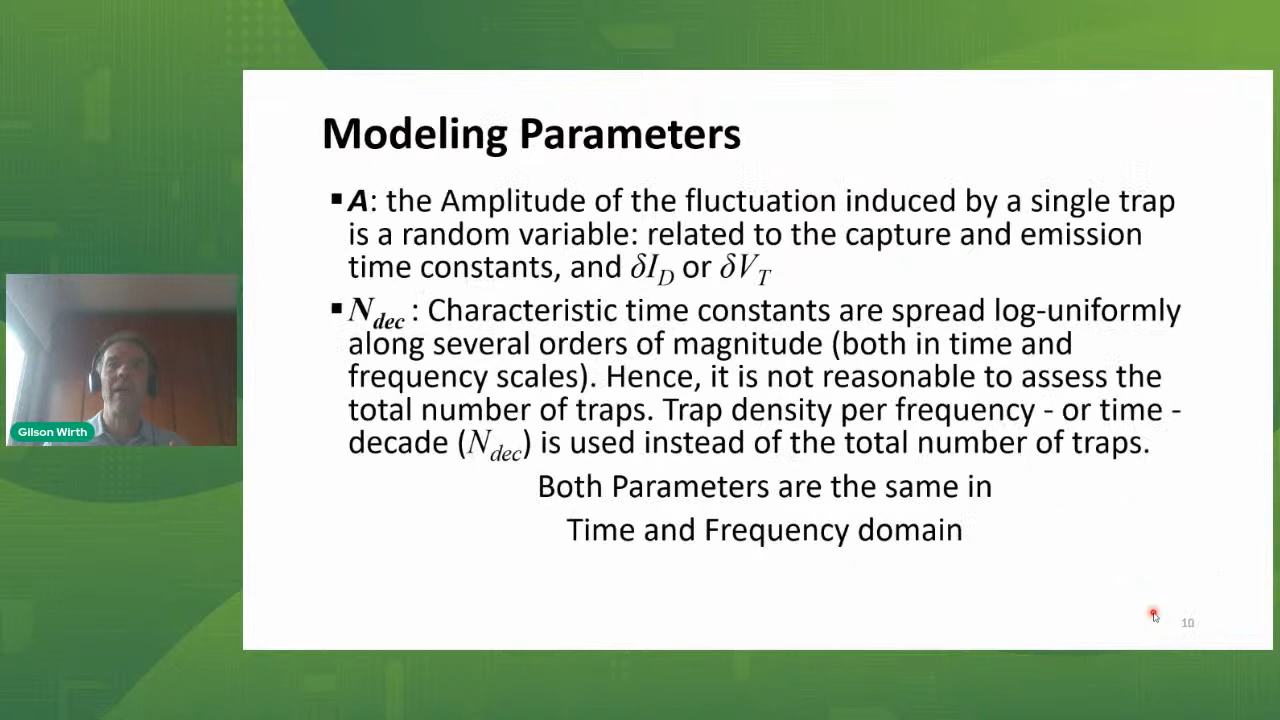 Modeling Parameters
▪A: the Amplitude of the fluctuation induced by a single trap
is a random variable: related to the capture and emission
time constants, and δI_D or δV_T
▪N_dec : Characteristic time constants are spread log-uniformly
along several orders of magnitude (both in time and
frequency scales). Hence, it is not reasonable to assess the
total number of traps. Trap density per frequency - or time -
decade (N_dec) is used instead of the total number of traps.
Both Parameters are the same in
Time and Frequency domain
Gilson Wirth
10